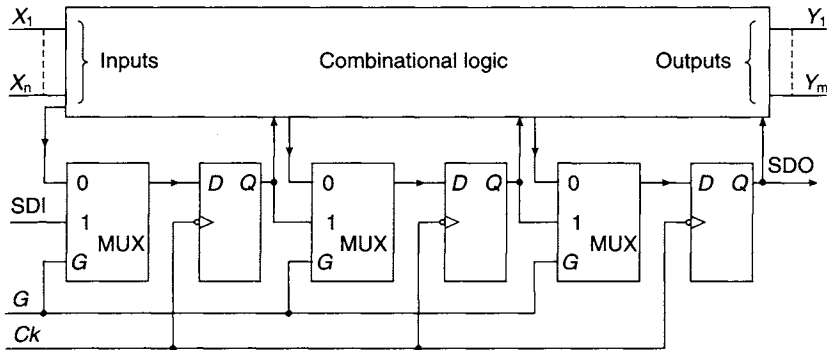 X1 Y1
Inputs Combinational logic Outputs
Xn Ym
SDO
0 D Q 0 D Q 0 D Q
SDI 1 1 1
MUX MUX MUX
G G G
G
Ck